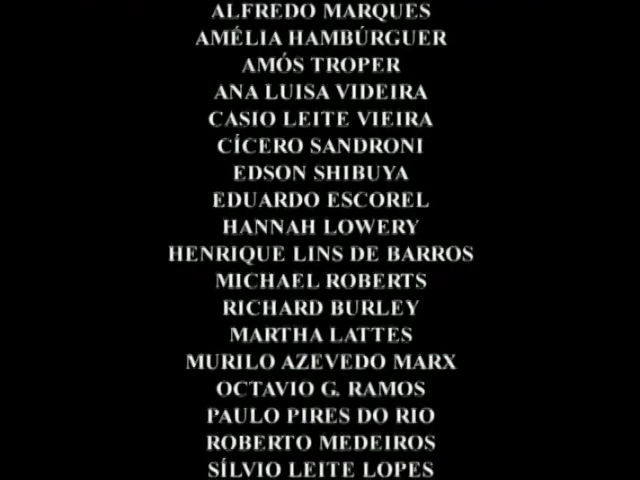 ALFREDO MARQUES
AMÉLIA HAMBÚRGUER
AMÓS TROPER
ANA LUISA VIDEIRA
CASIO LEITE VIEIRA
CÍCERO SANDRONI
EDSON SHIBUYA
EDUARDO ESCOREL
HANNAH LOWERY
HENRIQUE LINS DE BARROS
MICHAEL ROBERTS
RICHARD BURLEY
MARTHA LATTES
MURILO AZEVEDO MARX
OCTAVIO G. RAMOS
PAULO PIRES DO RIO
ROBERTO MEDEIROS
SÍLVIO LEITE LOPES